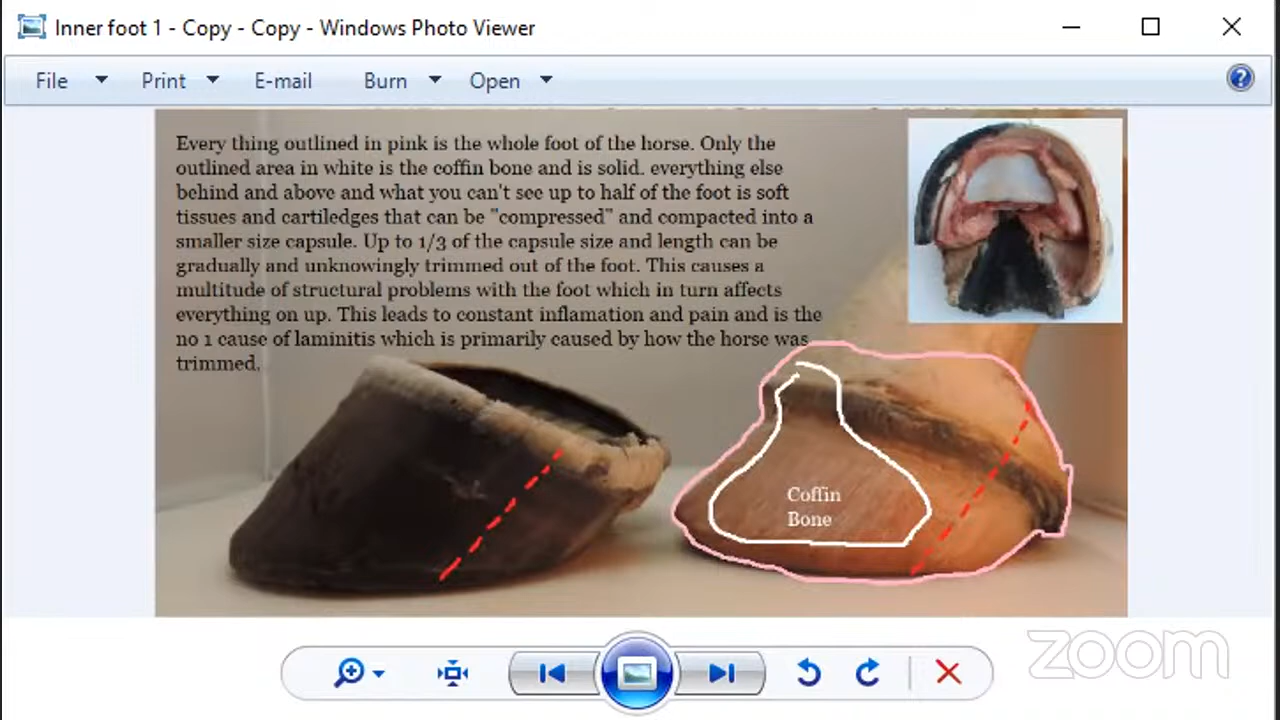 Inner foot 1 - Copy - Copy - Windows Photo Viewer
File Print E-mail Burn Open
Every thing outlined in pink is the whole foot of the horse. Only the
outlined area in white is the coffin bone and is solid. everything else
behind and above and what you can't see up to half of the foot is soft
tissues and cartiledges that can be "compressed" and compacted into a
smaller size capsule. Up to 1/3 of the capsule size and length can be
gradually and unknowingly trimmed out of the foot. This causes a
multitude of structural problems with the foot which in turn affects
everything on up. This leads to constant inflamation and pain and is the
no 1 cause of laminitis which is primarily caused by how the horse was
trimmed.
Coffin
Bone
zoom